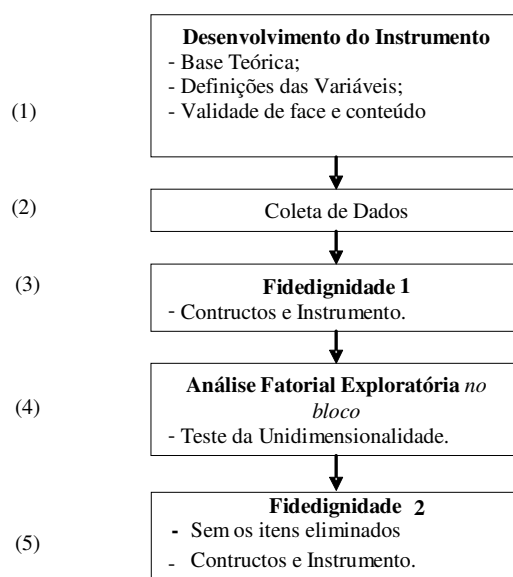 Desenvolvimento do Instrumento
- Base Teórica;
- Definições das Variáveis;
(1) - Validade de face e conteúdo
(2) Coleta de Dados
(3) Fidedignidade 1
- Contructos e Instrumento.
Análise Fatorial Exploratória no
(4) bloco
- Teste da Unidimensionalidade.
Fidedignidade 2
- Sem os itens eliminados
(5) - Contructos e Instrumento.